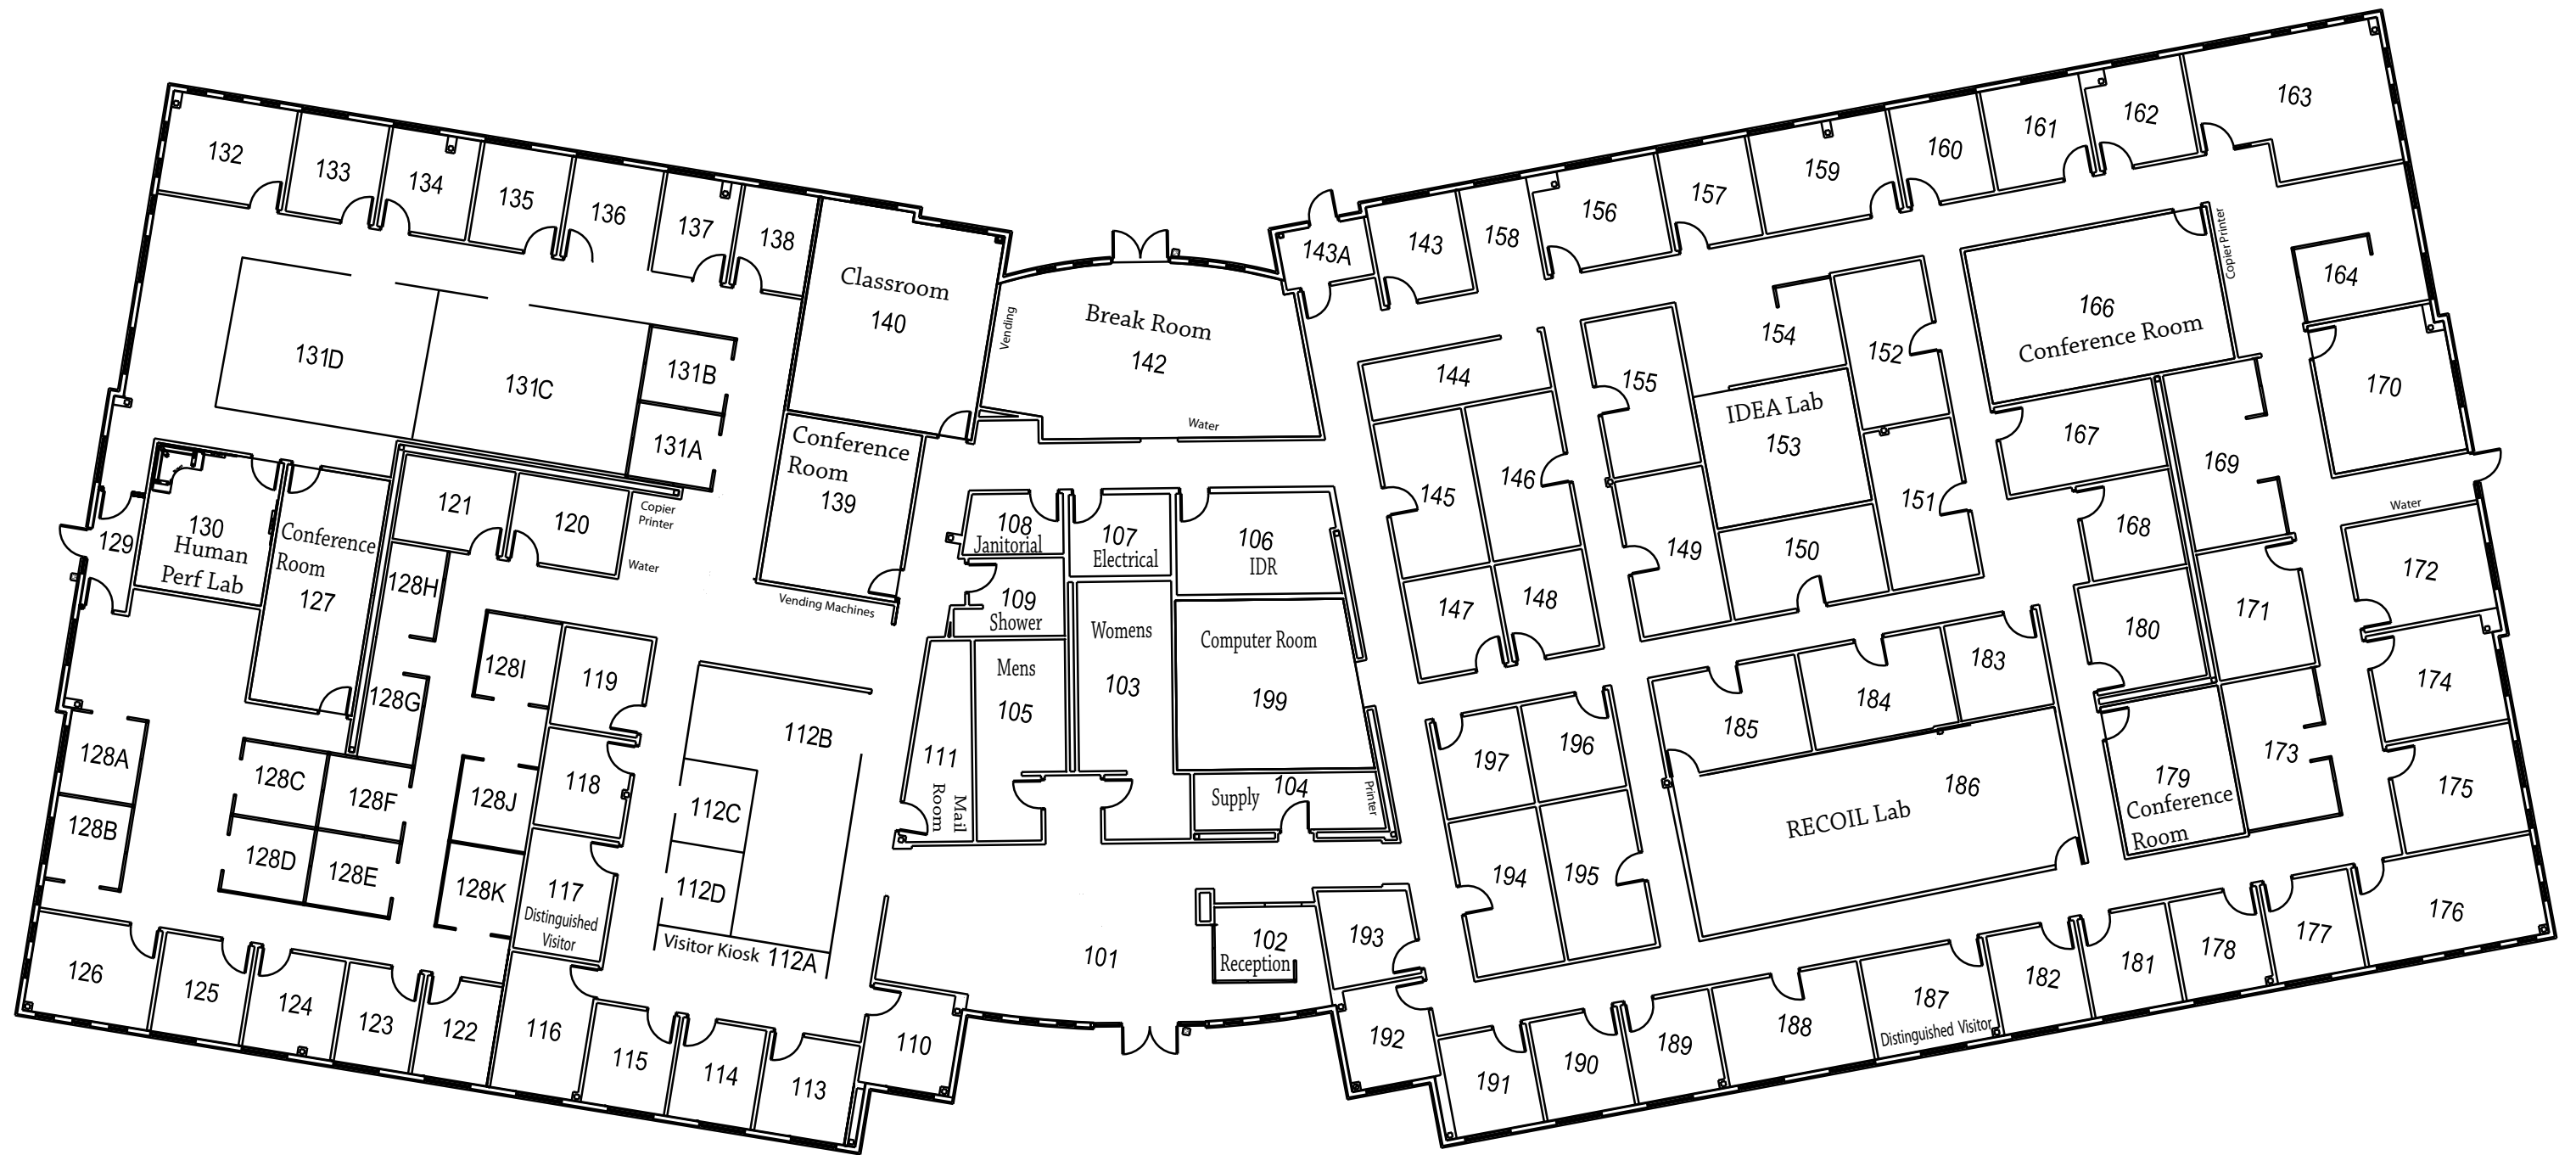 132
133
134
135
136
137
138
Classroom
140
Vending
Break Room
142
Water
143A
143
158
156
157
159
160
161
162
163
Copier Printer
164
166
Conference Room
170
131D
131C
131B
131A
Conference
Room
139
Vending Machines
129
130
Human
Perf Lab
Conference
Room
127
121
120
Copier
Printer
Water
128H
128G
128I
119
118
128J
128K
117
Distinguished
Visitor
128A
128B
128C
128F
128D
128E
112B
112C
112D
Visitor Kiosk 112A
126
125
124
123
122
116
115
114
113
110
108
Janitorial
107
Electrical
106
IDR
109
Shower
Womens
103
Computer Room
199
Mens
105
111
Mail
Room
Supply
104
Printer
101
102
Reception
193
192
144
145
146
147
148
155
154
152
IDEA Lab
153
151
149
150
167
168
169
Water
172
171
180
174
183
184
185
186
RECOIL Lab
179
Conference
Room
173
175
176
197
196
194
195
191
190
189
188
187
Distinguished Visitor
182
181
178
177